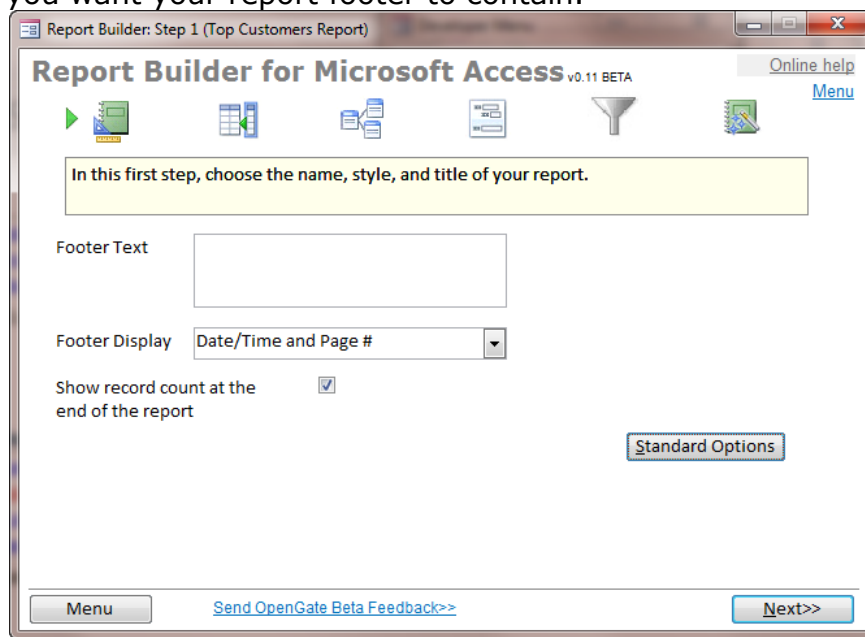 you want your report footer to contain.
Report Builder: Step 1 (Top Customers Report)
Report Builder for Microsoft Access v0.11 BETA
Online help
Menu
In this first step, choose the name, style, and title of your report.
Footer Text
Footer Display
Date/Time and Page #
Show record count at the
end of the report
Standard Options
Menu
Send OpenGate Beta Feedback>>
Next>>